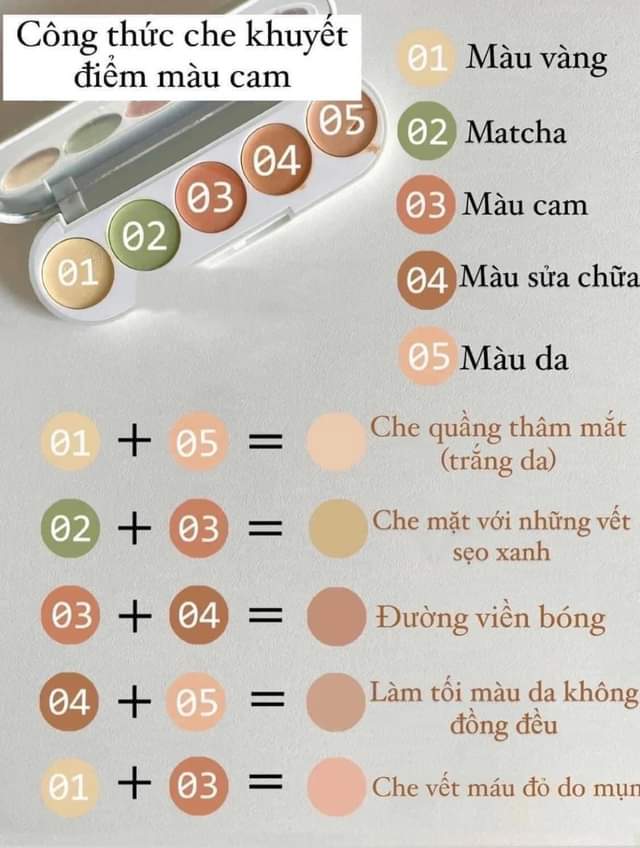 Công thức che khuyết
điểm màu cam
01 Màu vàng
02 Matcha
03 Màu cam
04 Màu sửa chữa
05 Màu da
01
02
03
04
05
01 + 05 = Che quầng thâm mắt
(trắng da)
02 + 03 = Che mặt với những vết
sẹo xanh
03 + 04 = Đường viền bóng
04 + 05 = Làm tối màu da không
đồng đều
01 + 03 = Che vết máu đỏ do mụn